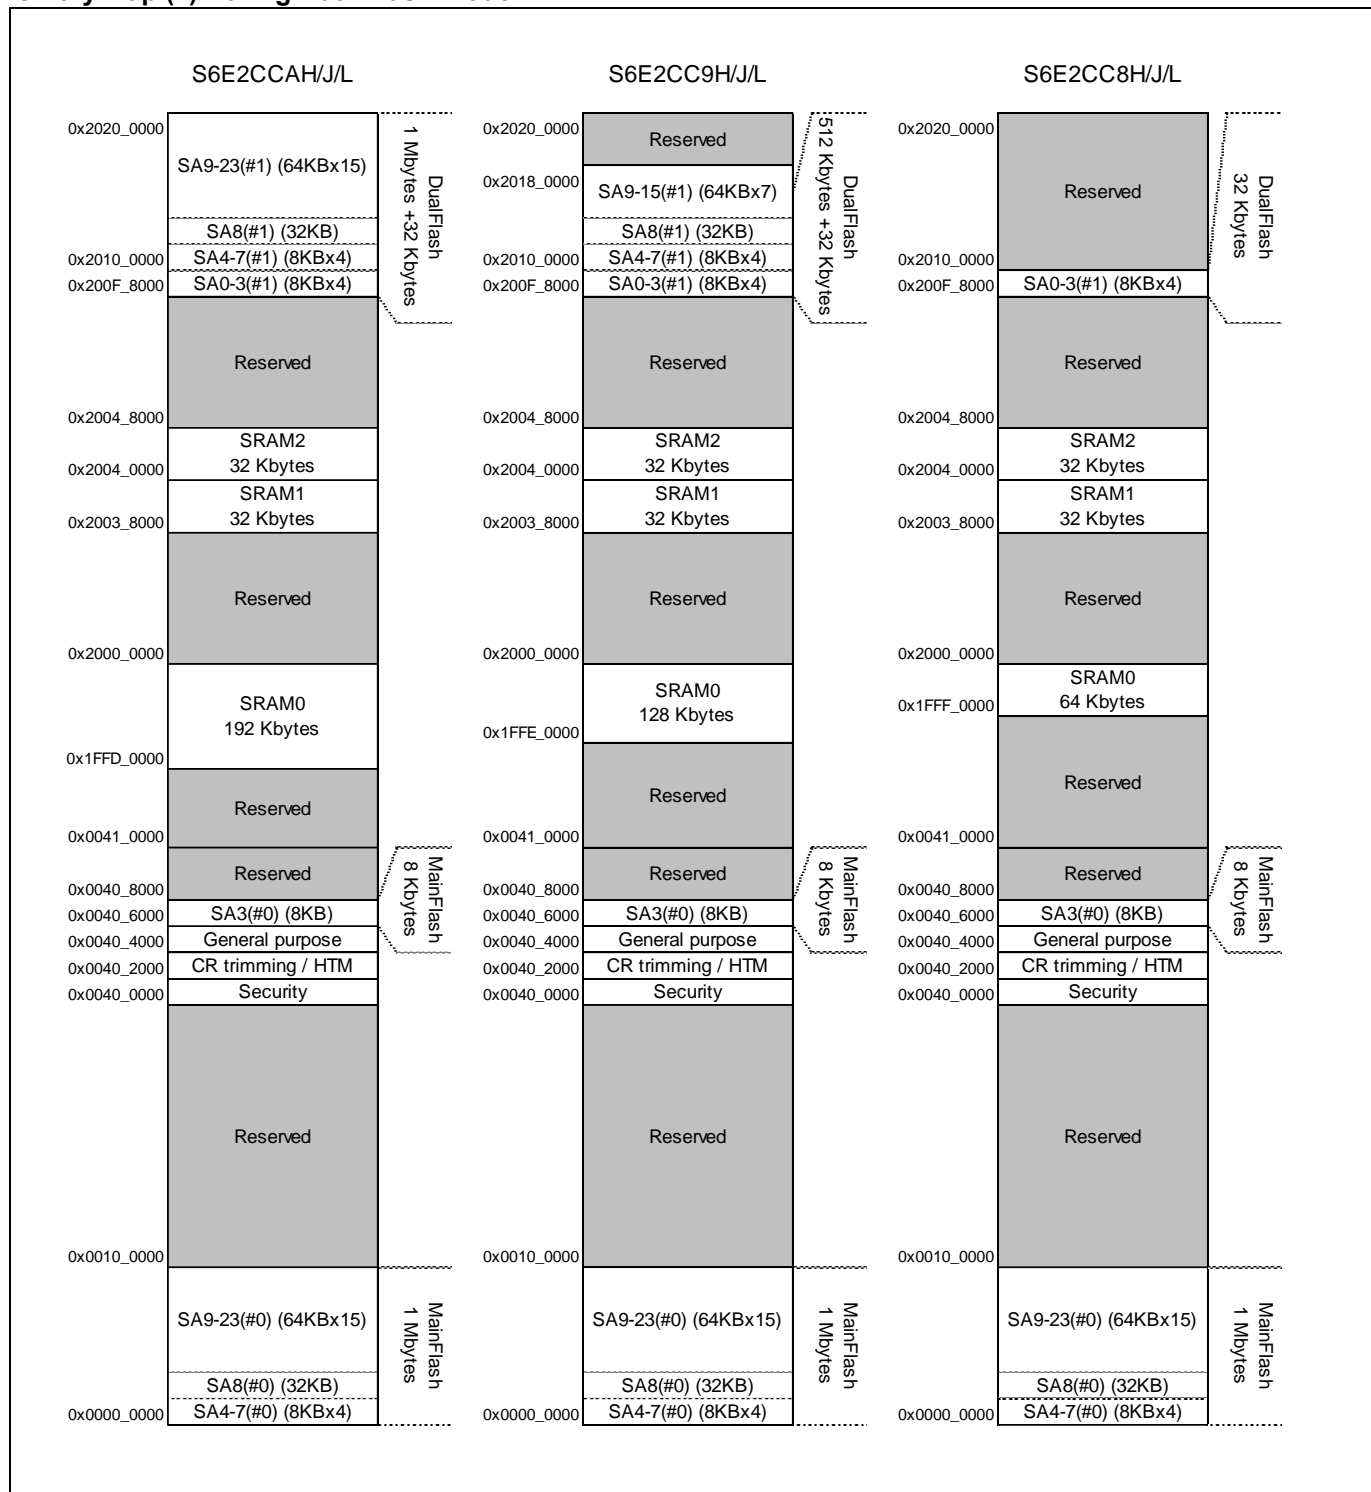 S6E2CCAH/J/L
0x2020_0000
SA9-23(#1) (64KBx15)
SA8(#1) (32KB)
0x2010_0000
SA4-7(#1) (8KBx4)
0x200F_8000
SA0-3(#1) (8KBx4)
DualFlash
1 Mbytes +32 Kbytes
Reserved
0x2004_8000
SRAM2
32 Kbytes
0x2004_0000
SRAM1
32 Kbytes
0x2003_8000
Reserved
0x2000_0000
SRAM0
192 Kbytes
0x1FFD_0000
Reserved
0x0041_0000
Reserved
0x0040_8000
MainFlash
8 Kbytes
0x0040_6000
SA3(#0) (8KB)
0x0040_4000
General purpose
0x0040_2000
CR trimming / HTM
0x0040_0000
Security
Reserved
0x0010_0000
SA9-23(#0) (64KBx15)
MainFlash
1 Mbytes
SA8(#0) (32KB)
0x0000_0000
SA4-7(#0) (8KBx4)
S6E2CC9H/J/L
0x2020_0000
Reserved
0x2018_0000
SA9-15(#1) (64KBx7)
SA8(#1) (32KB)
0x2010_0000
SA4-7(#1) (8KBx4)
0x200F_8000
SA0-3(#1) (8KBx4)
DualFlash
512 Kbytes +32 Kbytes
Reserved
0x2004_8000
SRAM2
32 Kbytes
0x2004_0000
SRAM1
32 Kbytes
0x2003_8000
Reserved
0x2000_0000
SRAM0
128 Kbytes
0x1FFE_0000
Reserved
0x0041_0000
Reserved
0x0040_8000
MainFlash
8 Kbytes
0x0040_6000
SA3(#0) (8KB)
0x0040_4000
General purpose
0x0040_2000
CR trimming / HTM
0x0040_0000
Security
Reserved
0x0010_0000
SA9-23(#0) (64KBx15)
MainFlash
1 Mbytes
SA8(#0) (32KB)
0x0000_0000
SA4-7(#0) (8KBx4)
S6E2CC8H/J/L
0x2020_0000
Reserved
DualFlash
32 Kbytes
0x2010_0000
0x200F_8000
SA0-3(#1) (8KBx4)
Reserved
0x2004_8000
SRAM2
32 Kbytes
0x2004_0000
SRAM1
32 Kbytes
0x2003_8000
Reserved
0x2000_0000
SRAM0
64 Kbytes
0x1FFF_0000
Reserved
0x0041_0000
Reserved
0x0040_8000
MainFlash
8 Kbytes
0x0040_6000
SA3(#0) (8KB)
0x0040_4000
General purpose
0x0040_2000
CR trimming / HTM
0x0040_0000
Security
Reserved
0x0010_0000
SA9-23(#0) (64KBx15)
MainFlash
1 Mbytes
SA8(#0) (32KB)
0x0000_0000
SA4-7(#0) (8KBx4)